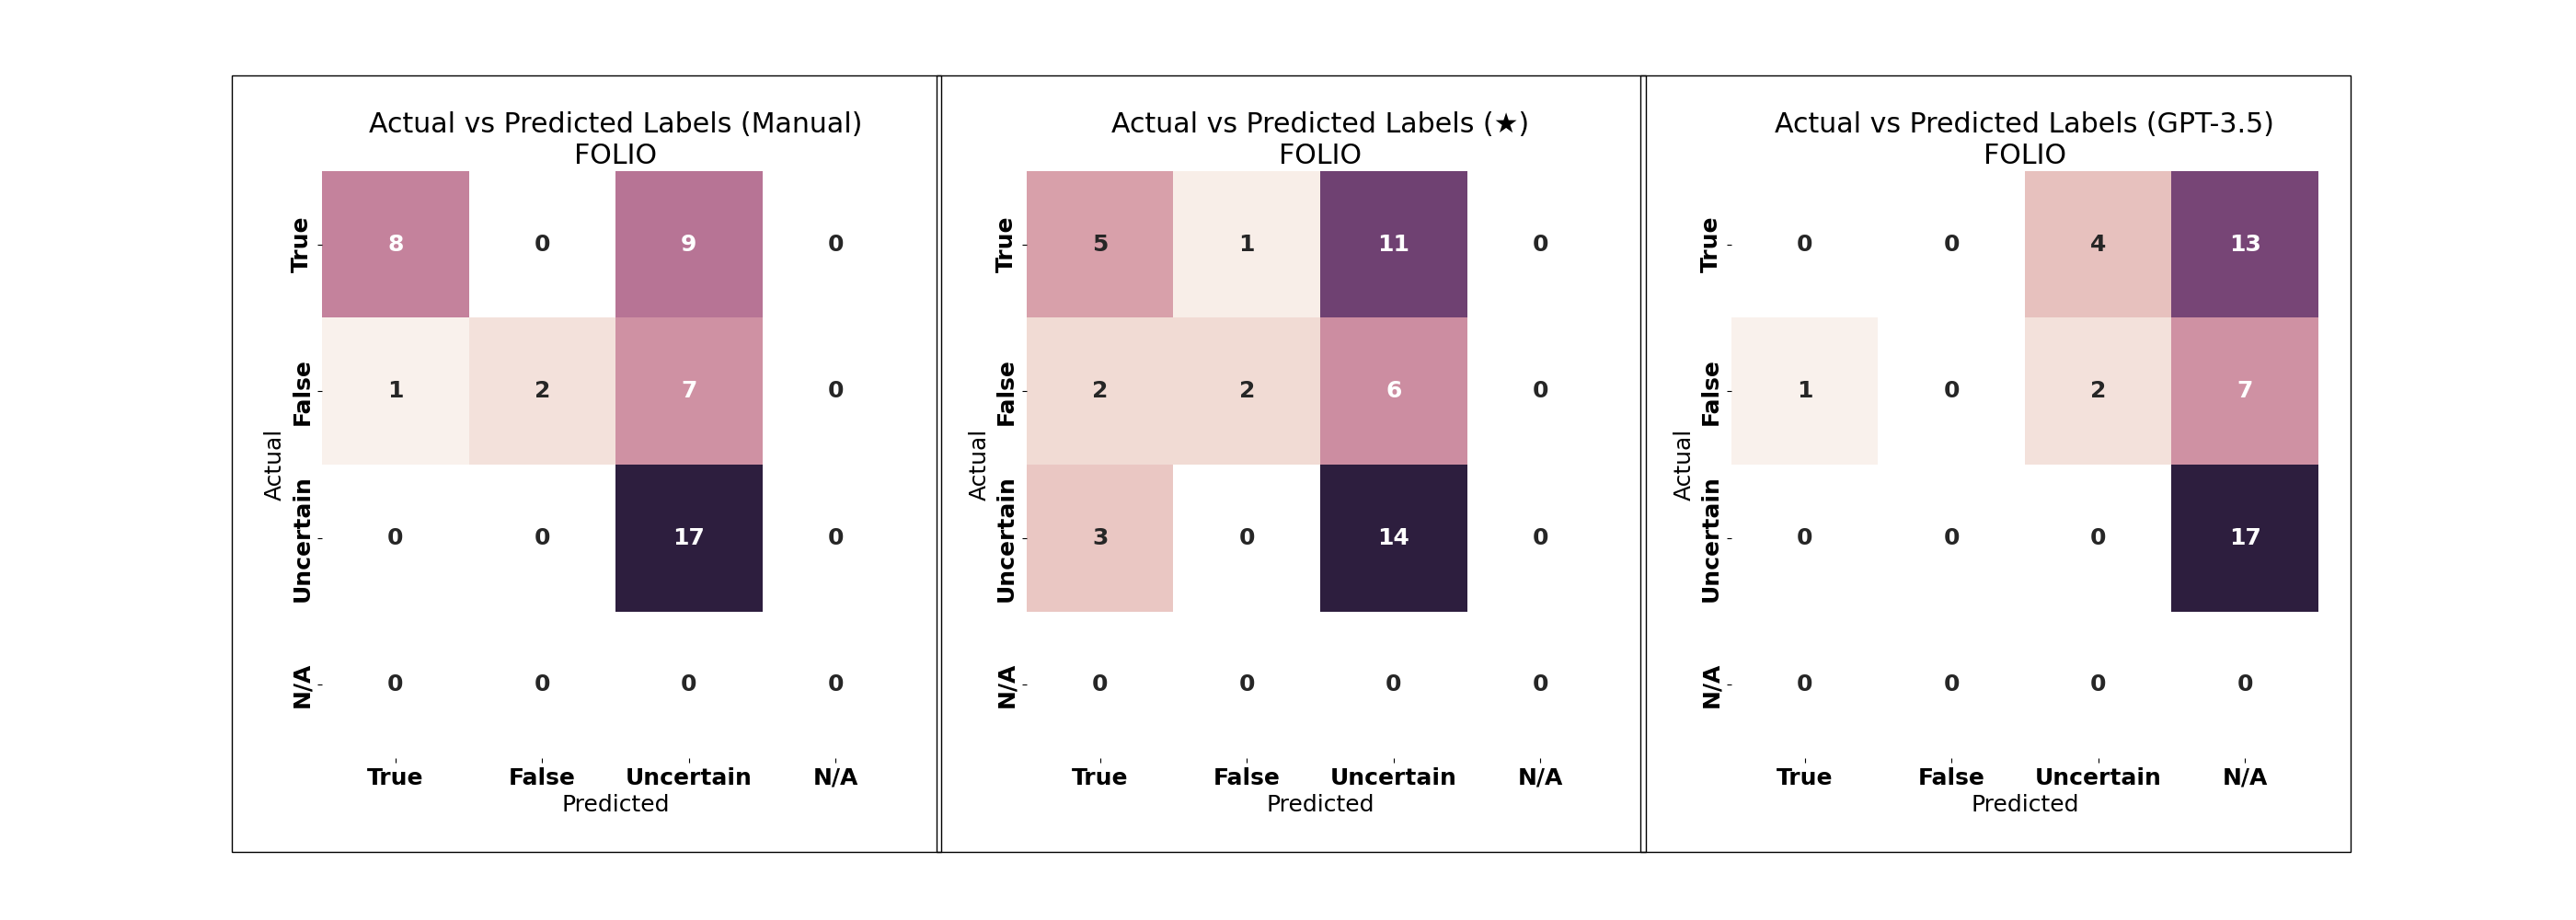 Actual vs Predicted Labels (Manual)
FOLIO
True 8 0 9 0
False 1 2 7 0
Uncertain 0 0 17 0
N/A 0 0 0 0
Actual
True False Uncertain N/A
Predicted
Actual vs Predicted Labels (★)
FOLIO
True 5 1 11 0
False 2 2 6 0
Uncertain 3 0 14 0
N/A 0 0 0 0
Actual
True False Uncertain N/A
Predicted
Actual vs Predicted Labels (GPT-3.5)
FOLIO
True 0 0 4 13
False 1 0 2 7
Uncertain 0 0 0 17
N/A 0 0 0 0
Actual
True False Uncertain N/A
Predicted